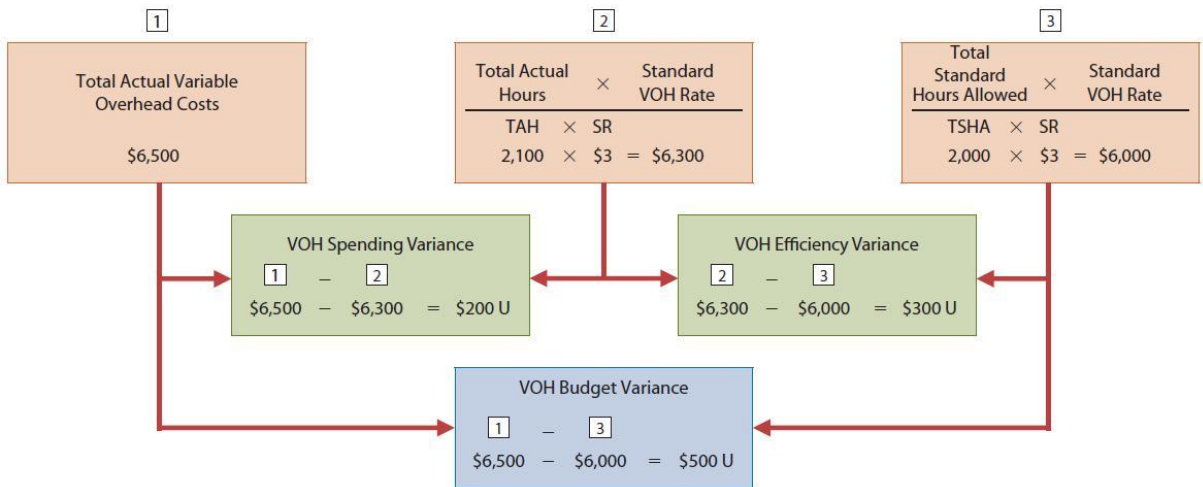 1
Total Actual Variable
Overhead Costs
$6,500
2
Total Actual
Hours
×
Standard
VOH Rate
TAH × SR
2,100 × $3 = $6,300
3
Total
Standard
Hours Allowed
×
Standard
VOH Rate
TSHA × SR
2,000 × $3 = $6,000
VOH Spending Variance
1 – 2
$6,500 – $6,300 = $200 U
VOH Efficiency Variance
2 – 3
$6,300 – $6,000 = $300 U
VOH Budget Variance
1 – 3
$6,500 – $6,000 = $500 U